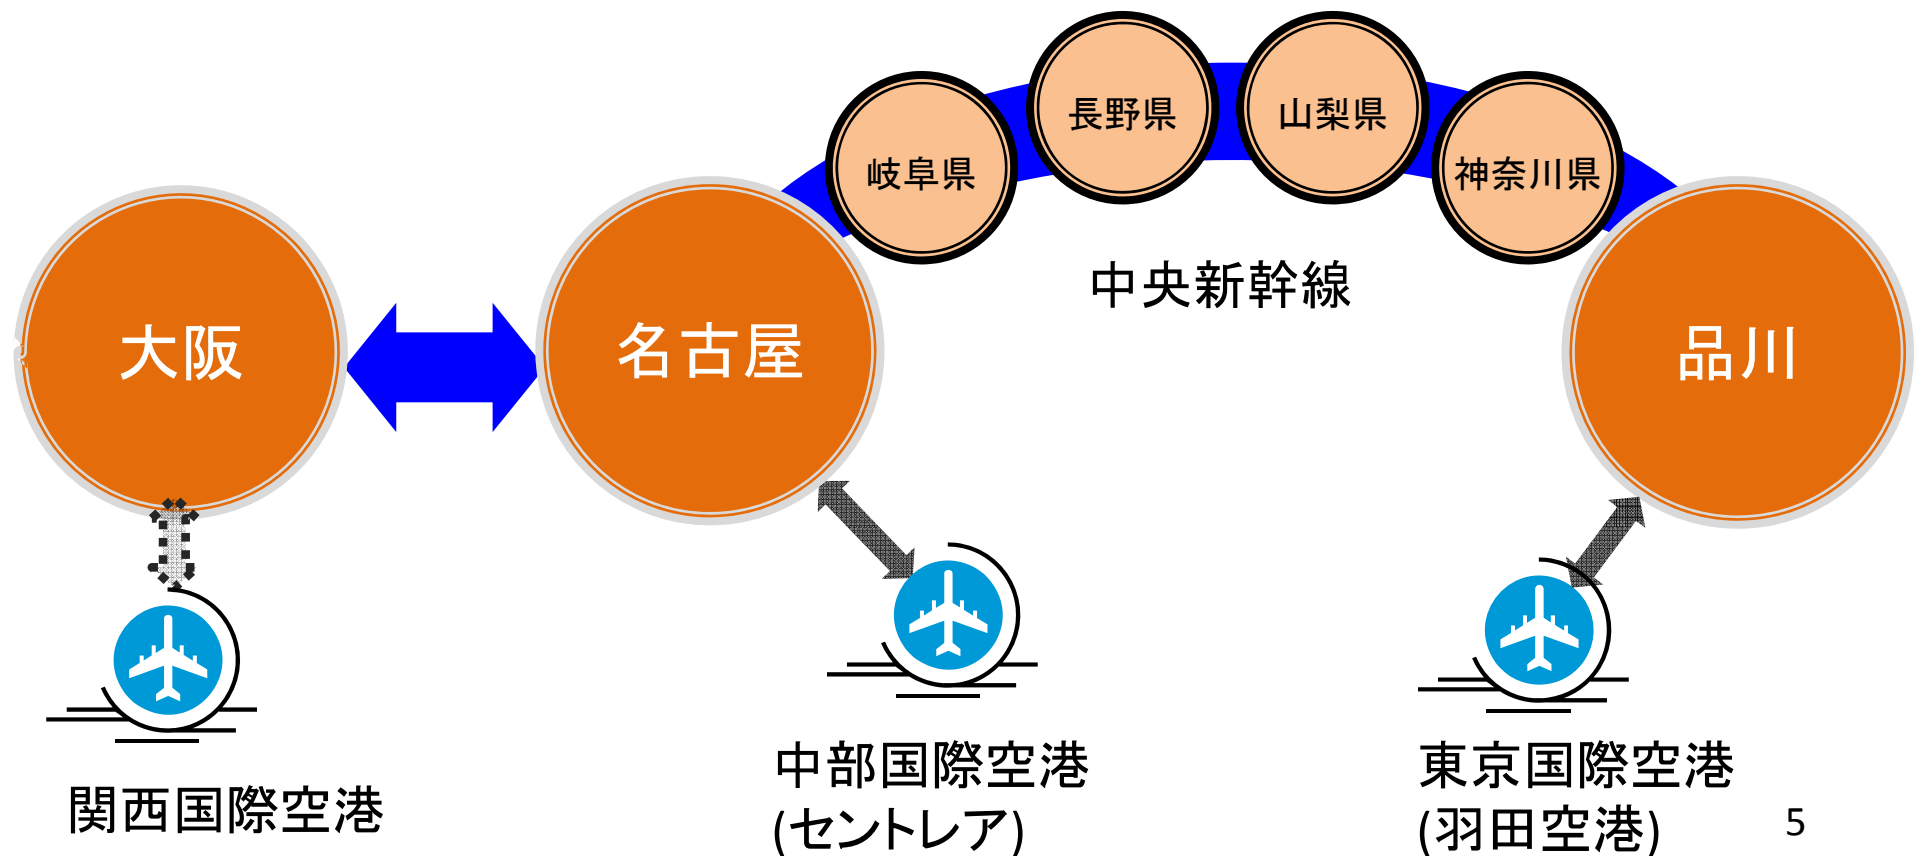 長野県
山梨県
岐阜県
神奈川県
中央新幹線
大阪
名古屋
品川
関西国際空港
中部国際空港
(セントレア)
東京国際空港
(羽田空港)
5